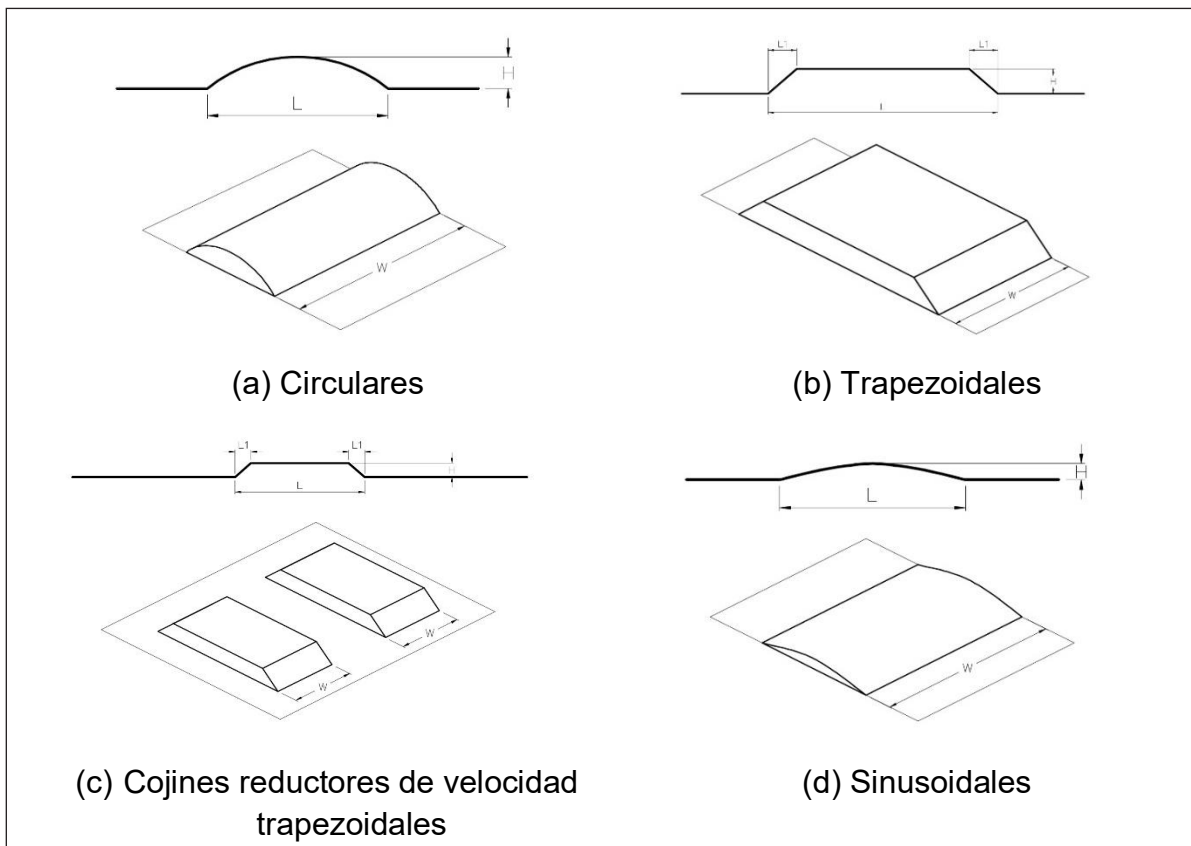 H
L
W
(a) Circulares
L1 L1
H
L
W
(b) Trapezoidales
L1 L1
H
L
W
W
(c) Cojines reductores de velocidad
trapezoidales
H
L
W
(d) Sinusoidales